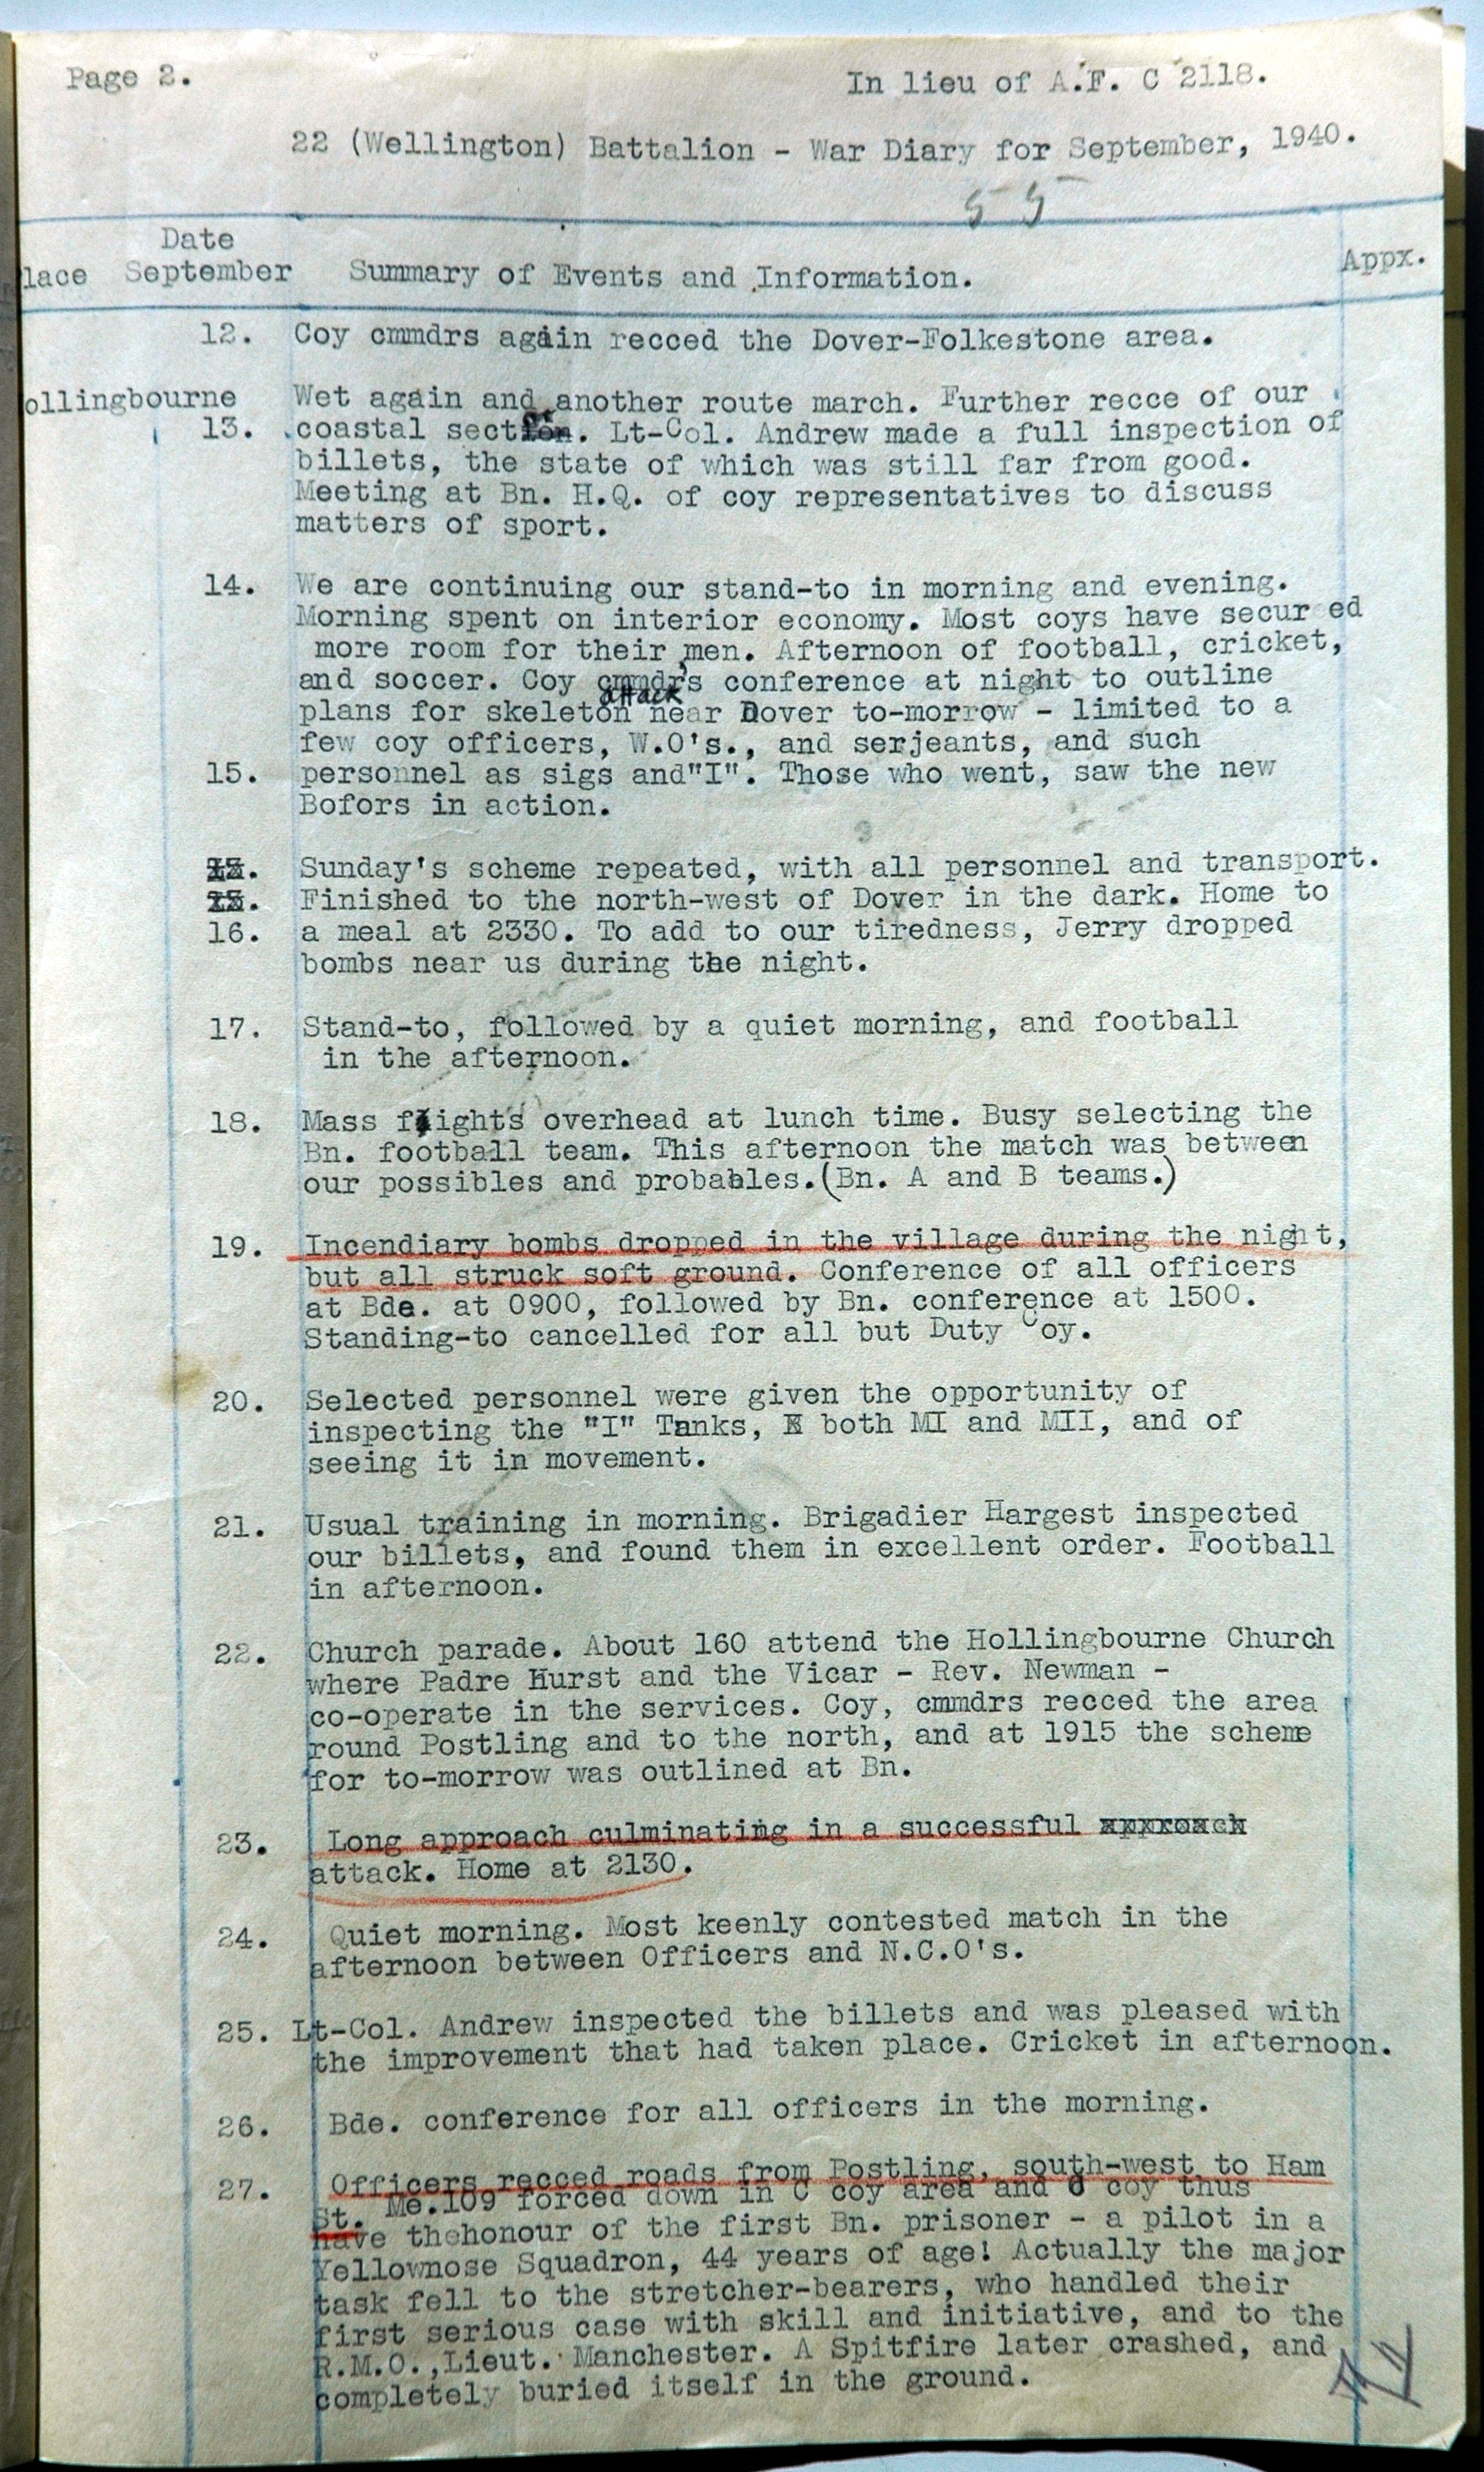 Page 2.
In lieu of A.F. C 2118.
22 (Wellington) Battalion - War Diary for September, 1940.
55
Date
lace September Summary of Events and Information. Appx.
12. Coy cmmdrs again recced the Dover-Folkestone area.
ollingbourne Wet again and another route march. Further recce of our
13. coastal sect. Lt-Col. Andrew made a full inspection of
billets, the state of which was still far from good.
Meeting at Bn. H.Q. of coy representatives to discuss
matters of sport.
14. We are continuing our stand-to in morning and evening.
Morning spent on interior economy. Most coys have secur ed
more room for their men. Afternoon of football, cricket,
and soccer. Coy cmmdrs conference at night to outline
attack
plans for skeleton near Dover to-morrow - limited to a
few coy officers, W.O's., and serjeants, and such
15. personnel as sigs and"I". Those who went, saw the new
Bofors in action.
Sunday's scheme repeated, with all personnel and transport.
Finished to the north-west of Dover in the dark. Home to
16. a meal at 2330. To add to our tiredness, Jerry dropped
bombs near us during the night.
17. Stand-to, followed by a quiet morning, and football
in the afternoon.
18. Mass flights overhead at lunch time. Busy selecting the
Bn. football team. This afternoon the match was between
our possibles and probables.(Bn. A and B teams.)
19. Incendiary bombs dropped in the village during the night,
but all struck soft ground. Conference of all officers
at Bde. at 0900, followed by Bn. conference at 1500.
Standing-to cancelled for all but Duty Coy.
20. Selected personnel were given the opportunity of
inspecting the "I" Tanks, both MI and MII, and of
seeing it in movement.
21. Usual training in morning. Brigadier Hargest inspected
our billets, and found them in excellent order. Football
in afternoon.
22. Church parade. About 160 attend the Hollingbourne Church
where Padre Hurst and the Vicar - Rev. Newman -
co-operate in the services. Coy, cmmdrs recced the area
round Postling and to the north, and at 1915 the scheme
for to-morrow was outlined at Bn.
23. Long approach culminating in a successful approach
attack. Home at 2130.
24. Quiet morning. Most keenly contested match in the
afternoon between Officers and N.C.O's.
25. Lt-Col. Andrew inspected the billets and was pleased with
the improvement that had taken place. Cricket in afternoon.
26. Bde. conference for all officers in the morning.
27. Officers recced roads from Postling, south-west to Ham
St. Me.109 forced down in C coy area and C coy thus
have thehonour of the first Bn. prisoner - a pilot in a
Yellownose Squadron, 44 years of age! Actually the major
task fell to the stretcher-bearers, who handled their
first serious case with skill and initiative, and to the
R.M.O.,Lieut. Manchester. A Spitfire later crashed, and
completely buried itself in the ground.